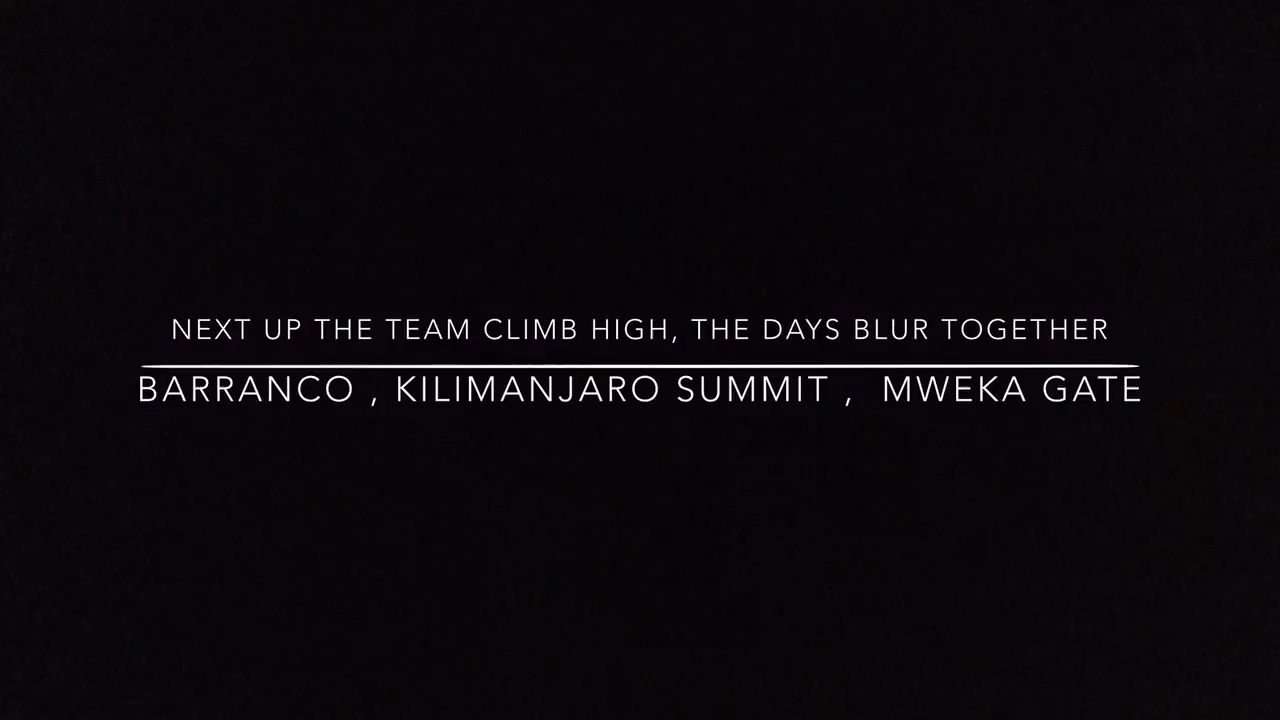 NEXT UP THE TEAM CLIMB HIGH, THE DAYS BLUR TOGETHER
BARRANCO , KILIMANJARO SUMMIT , MWEKA GATE